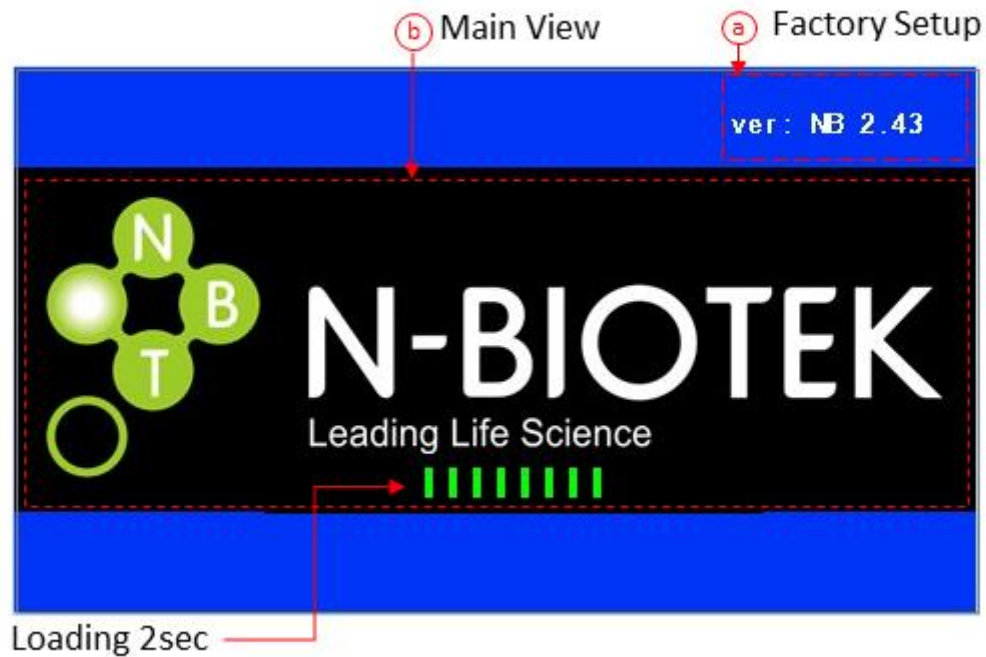 ⓑ Main View
ⓐ Factory Setup
ver: NB 2.43
N
B
T
N-BIOTEK
Leading Life Science
Loading 2sec